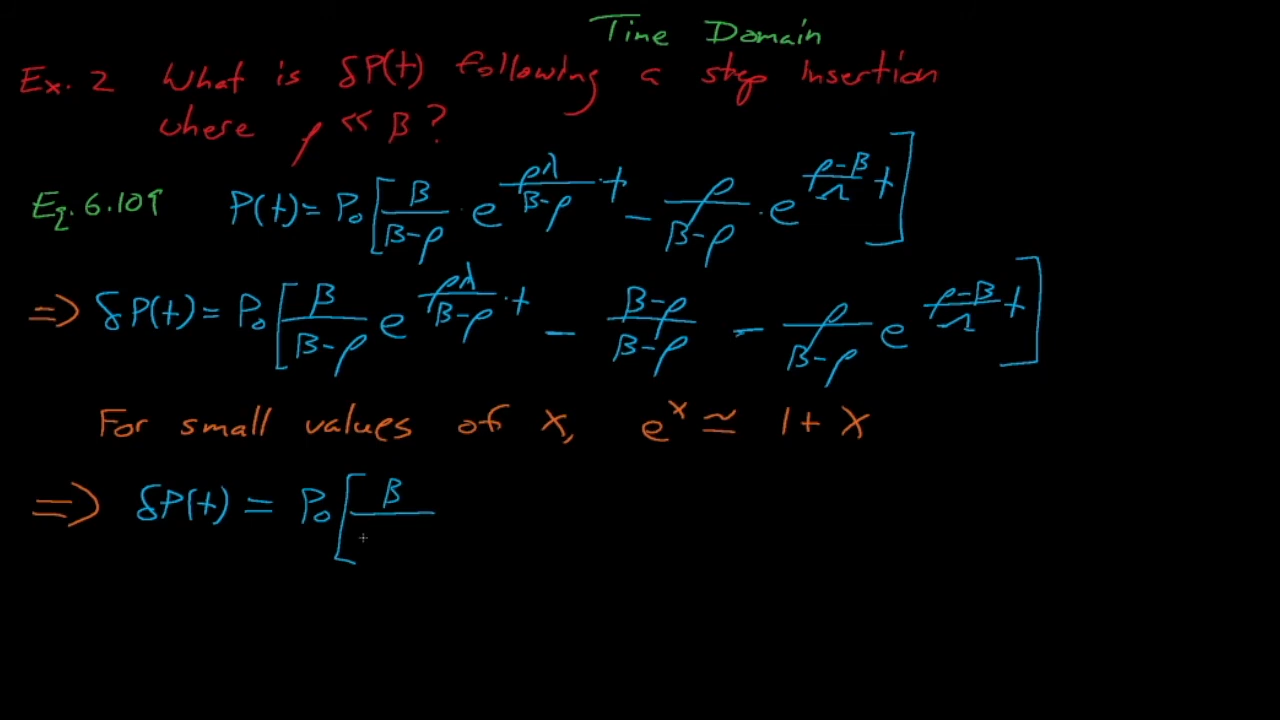 Time Domain
Ex. 2 What is δP(t) following a step insertion
where ρ << β?
Eq. 6.109 P(t) = P₀[β/(β-ρ) · e^(ρλ/(β-ρ) · t) - ρ/(β-ρ) · e^((ρ-β)/Λ t)]
=> δP(t) = P₀[β/(β-ρ) e^(ρλ/(β-ρ) · t) - (β-ρ)/(β-ρ) - ρ/(β-ρ) e^((ρ-β)/Λ t)]
For small values of x, eˣ ≃ 1 + x
=> δP(t) = P₀[β/